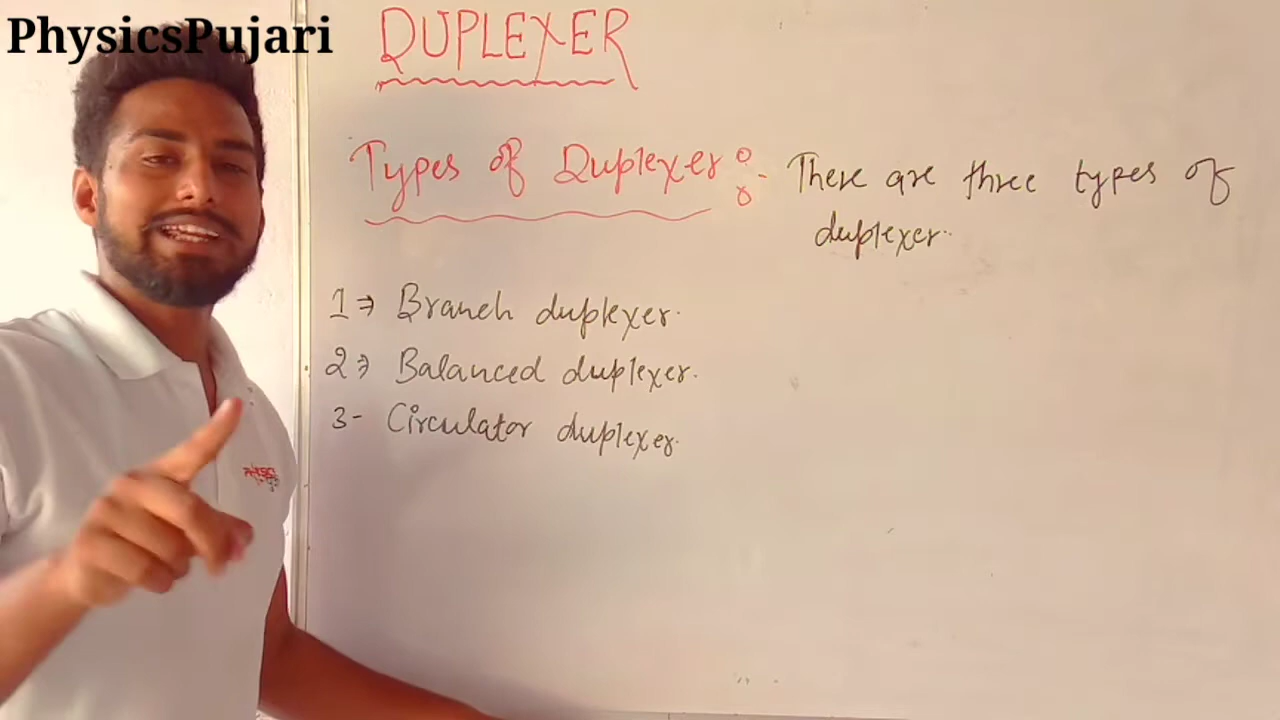 PhysicsPujari
DUPLEXER
Types of Duplexer :- There are three types of
duplexer.
1⇒ Branch duplexer.
2⇒ Balanced duplexer.
3- Circulator duplexer.